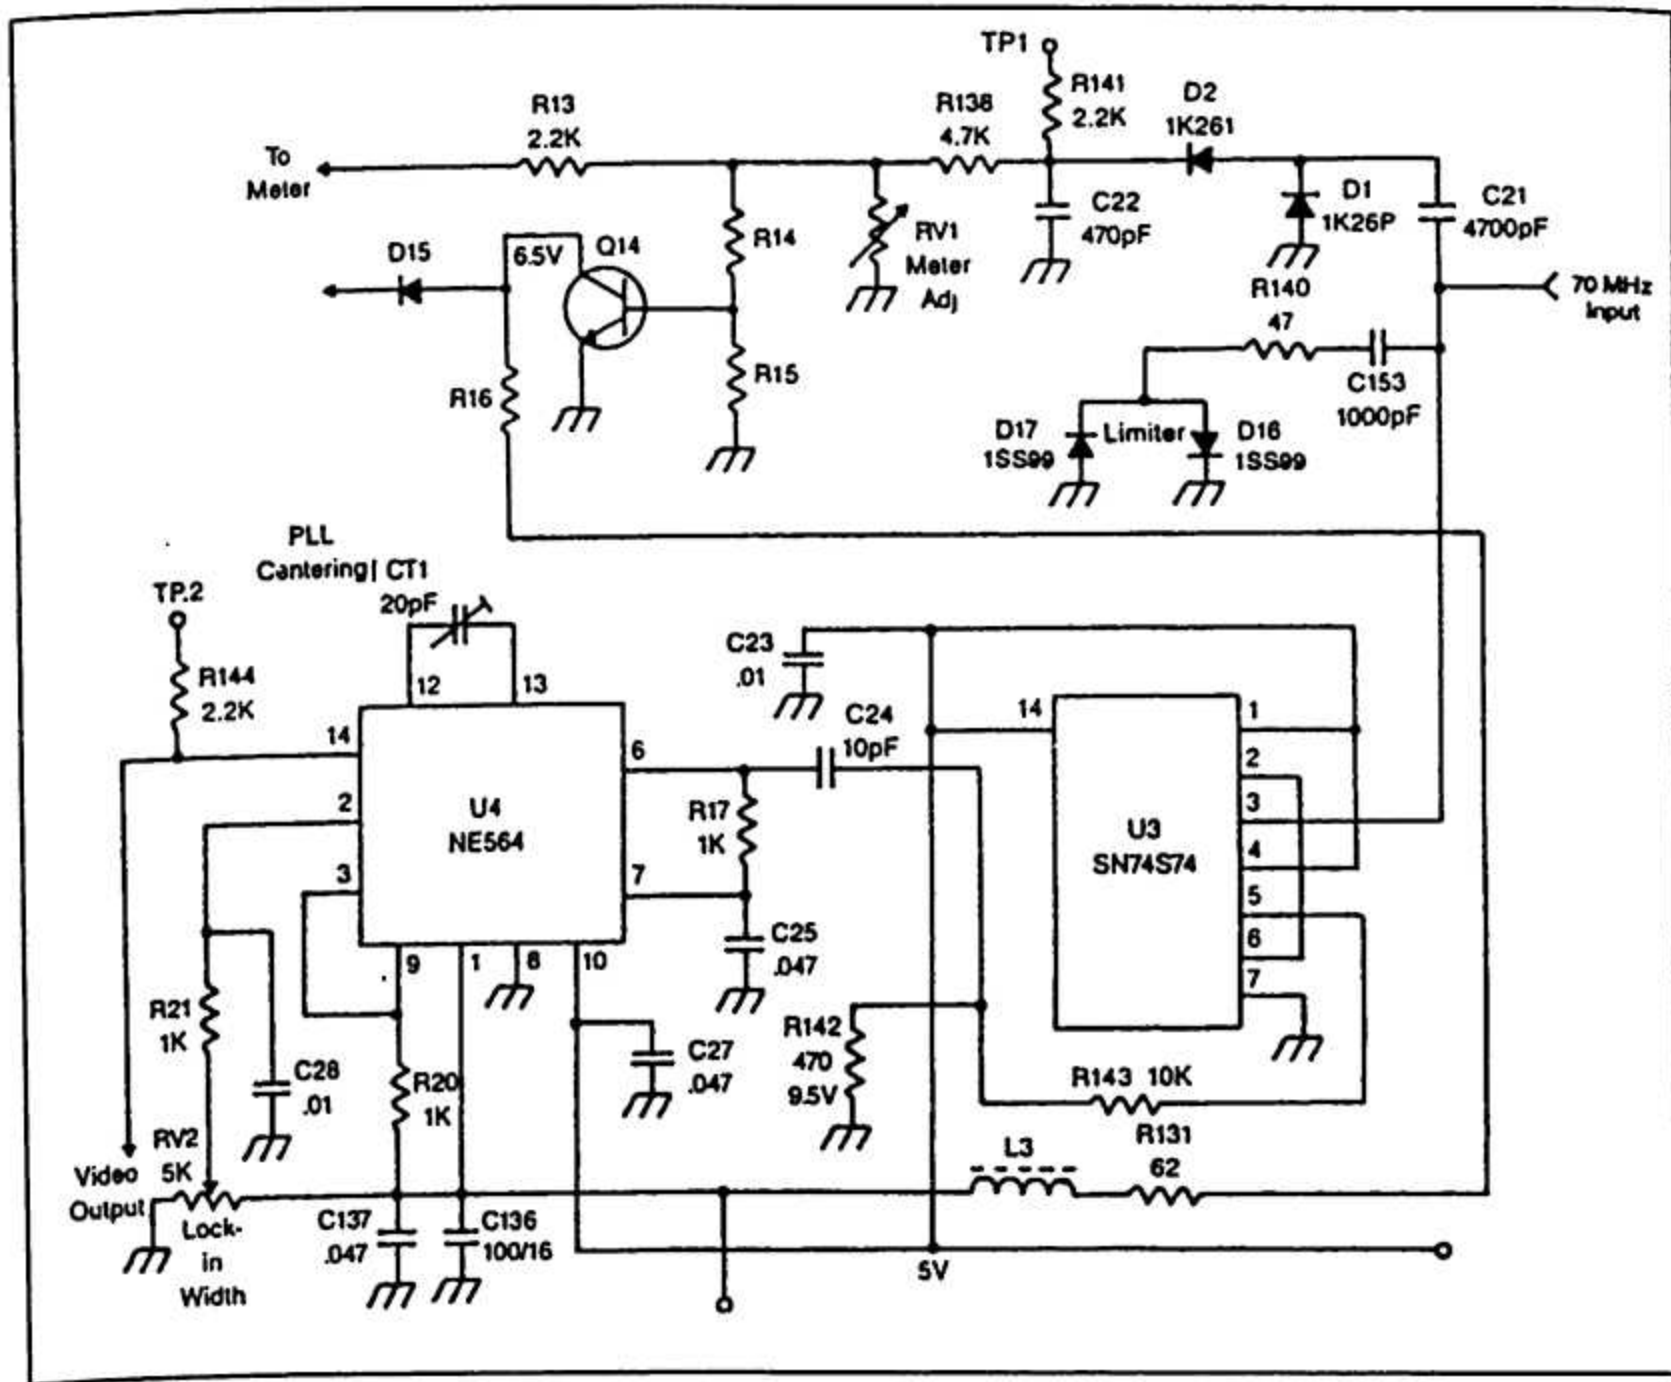 TP1
R141
2.2K
D2
1K261
R138
4.7K
R13
2.2K
To
Meter
C22
470pF
D1
1K26P
C21
4700pF
RV1
Meter
Adj
R14
Q14
6.5V
D15
70 MHz
Input
R140
47
C153
1000pF
R15
R16
D17
1SS99
Limiter
D16
1SS99
PLL
Cantering| CT1
20pF
TP.2
R144
2.2K
12
13
C23
.01
C24
10pF
14
2
3
U4
NE564
6
7
9
1
8
10
R17
1K
C25
.047
14
U3
SN74S74
1
2
3
4
5
6
7
R21
1K
C28
.01
R20
1K
C27
.047
R142
470
9.5V
R143 10K
R131
62
L3
Video
Output
RV2
5K
Lock-
in
Width
C137
.047
C136
100/16
5V